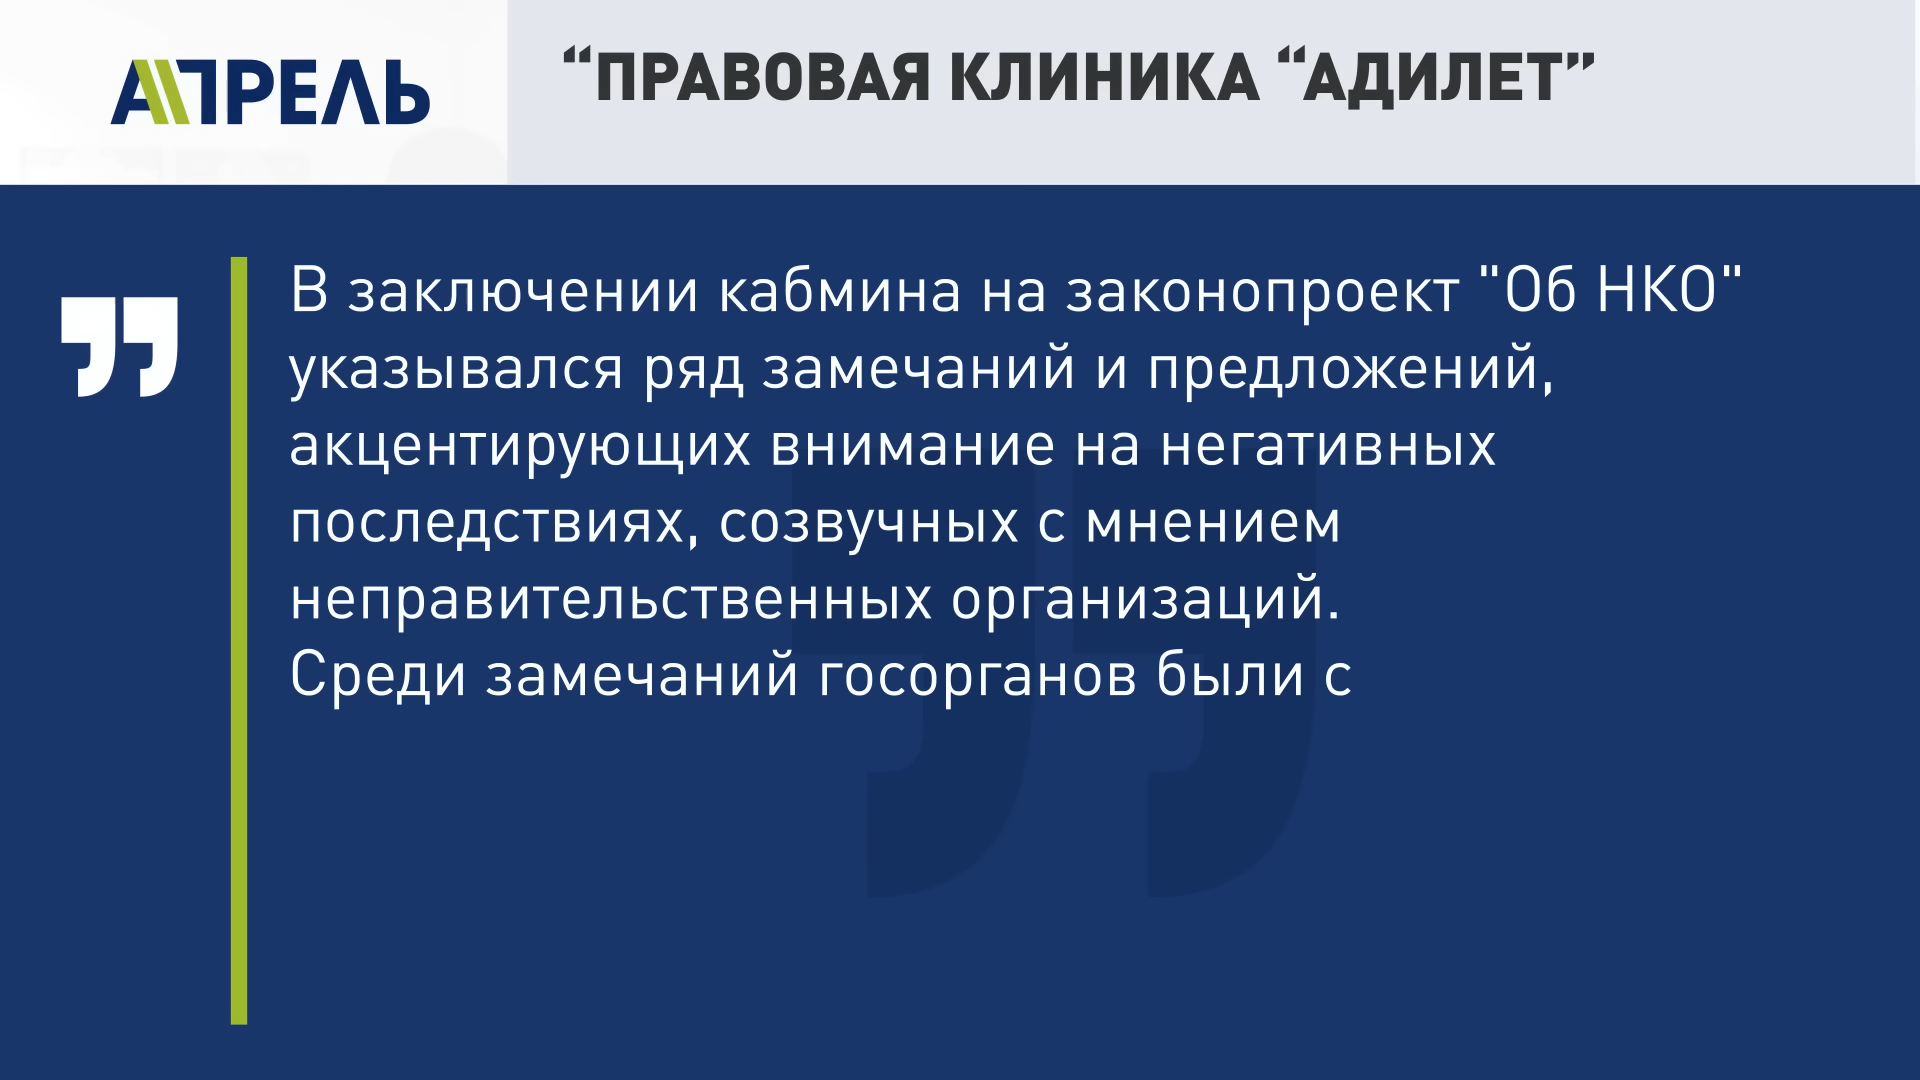 АПРЕЛЬ
“ПРАВОВАЯ КЛИНИКА “АДИЛЕТ”
В заключении кабмина на законопроект "Об НКО"
указывался ряд замечаний и предложений,
акцентирующих внимание на негативных
последствиях, созвучных с мнением
неправительственных организаций.
Среди замечаний госорганов были с